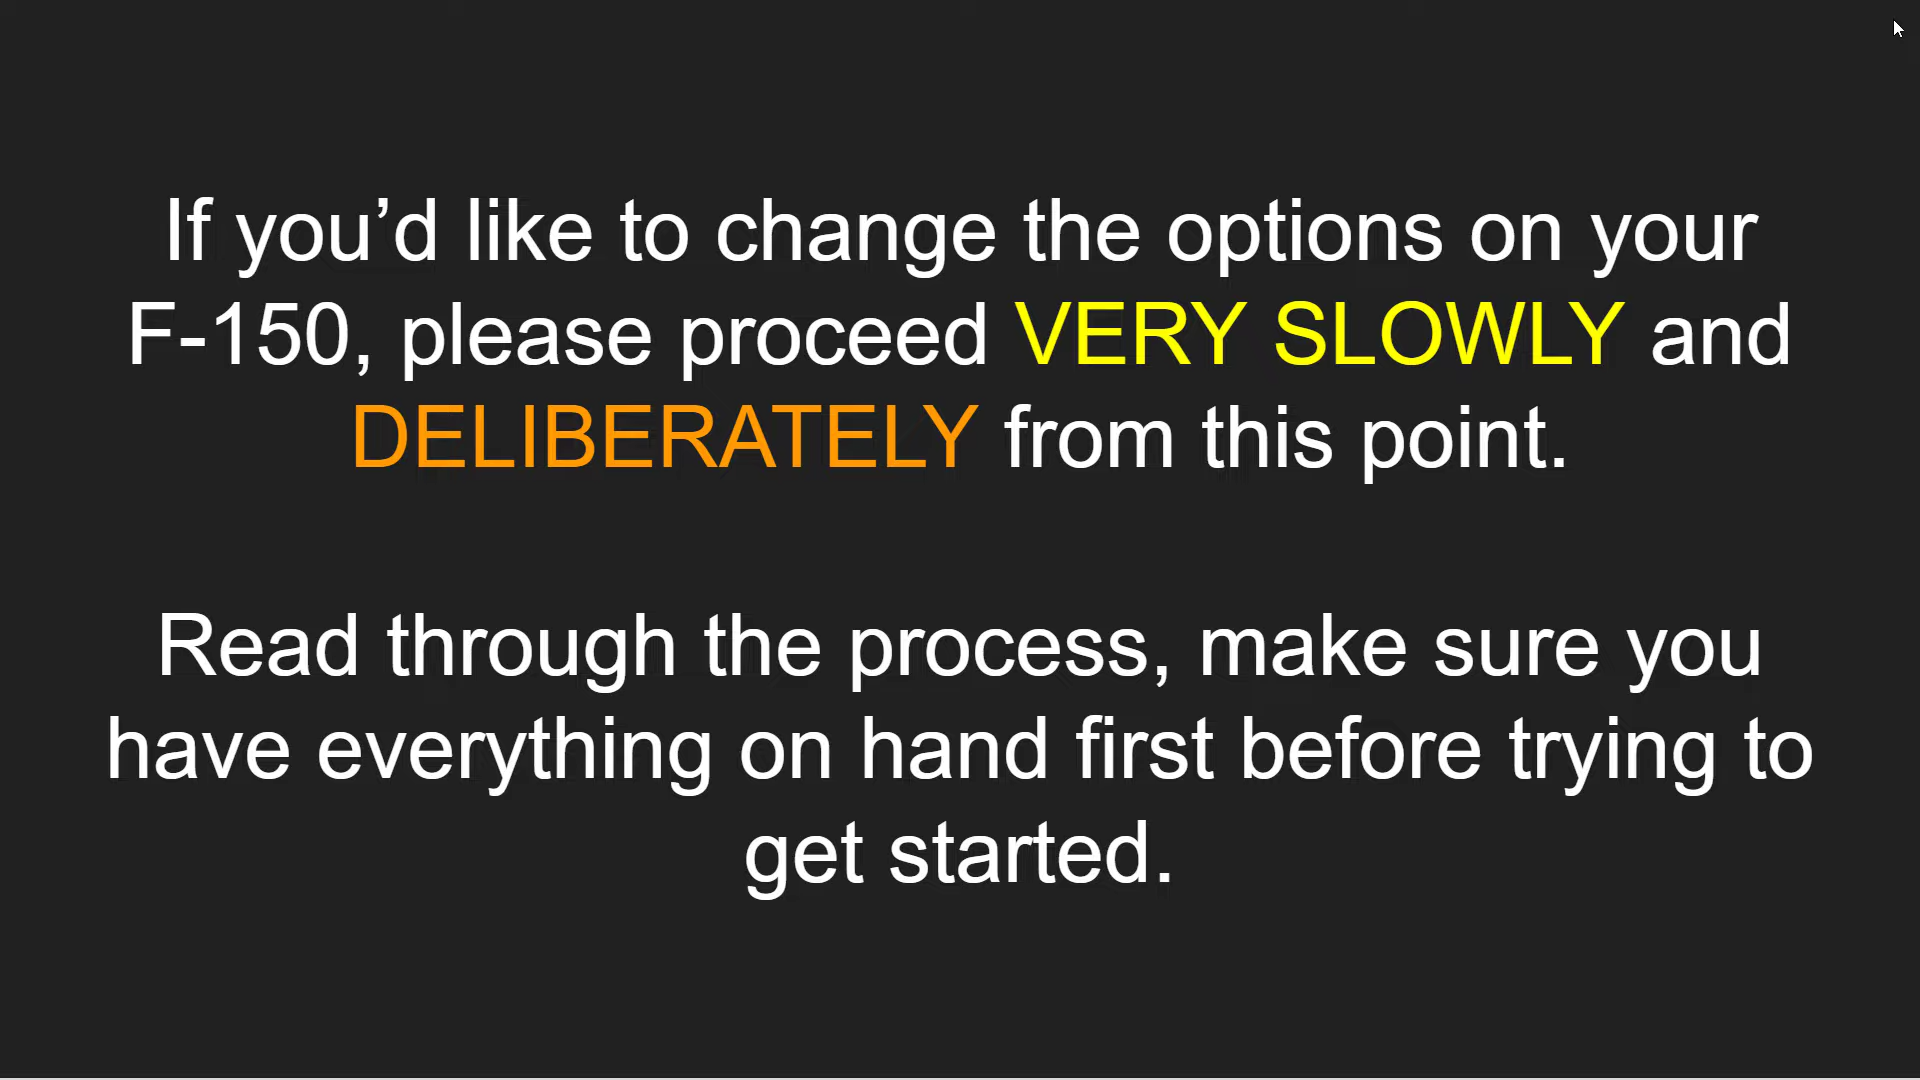 If you’d like to change the options on your
F-150, please proceed VERY SLOWLY and
DELIBERATELY from this point.
Read through the process, make sure you
have everything on hand first before trying to
get started.